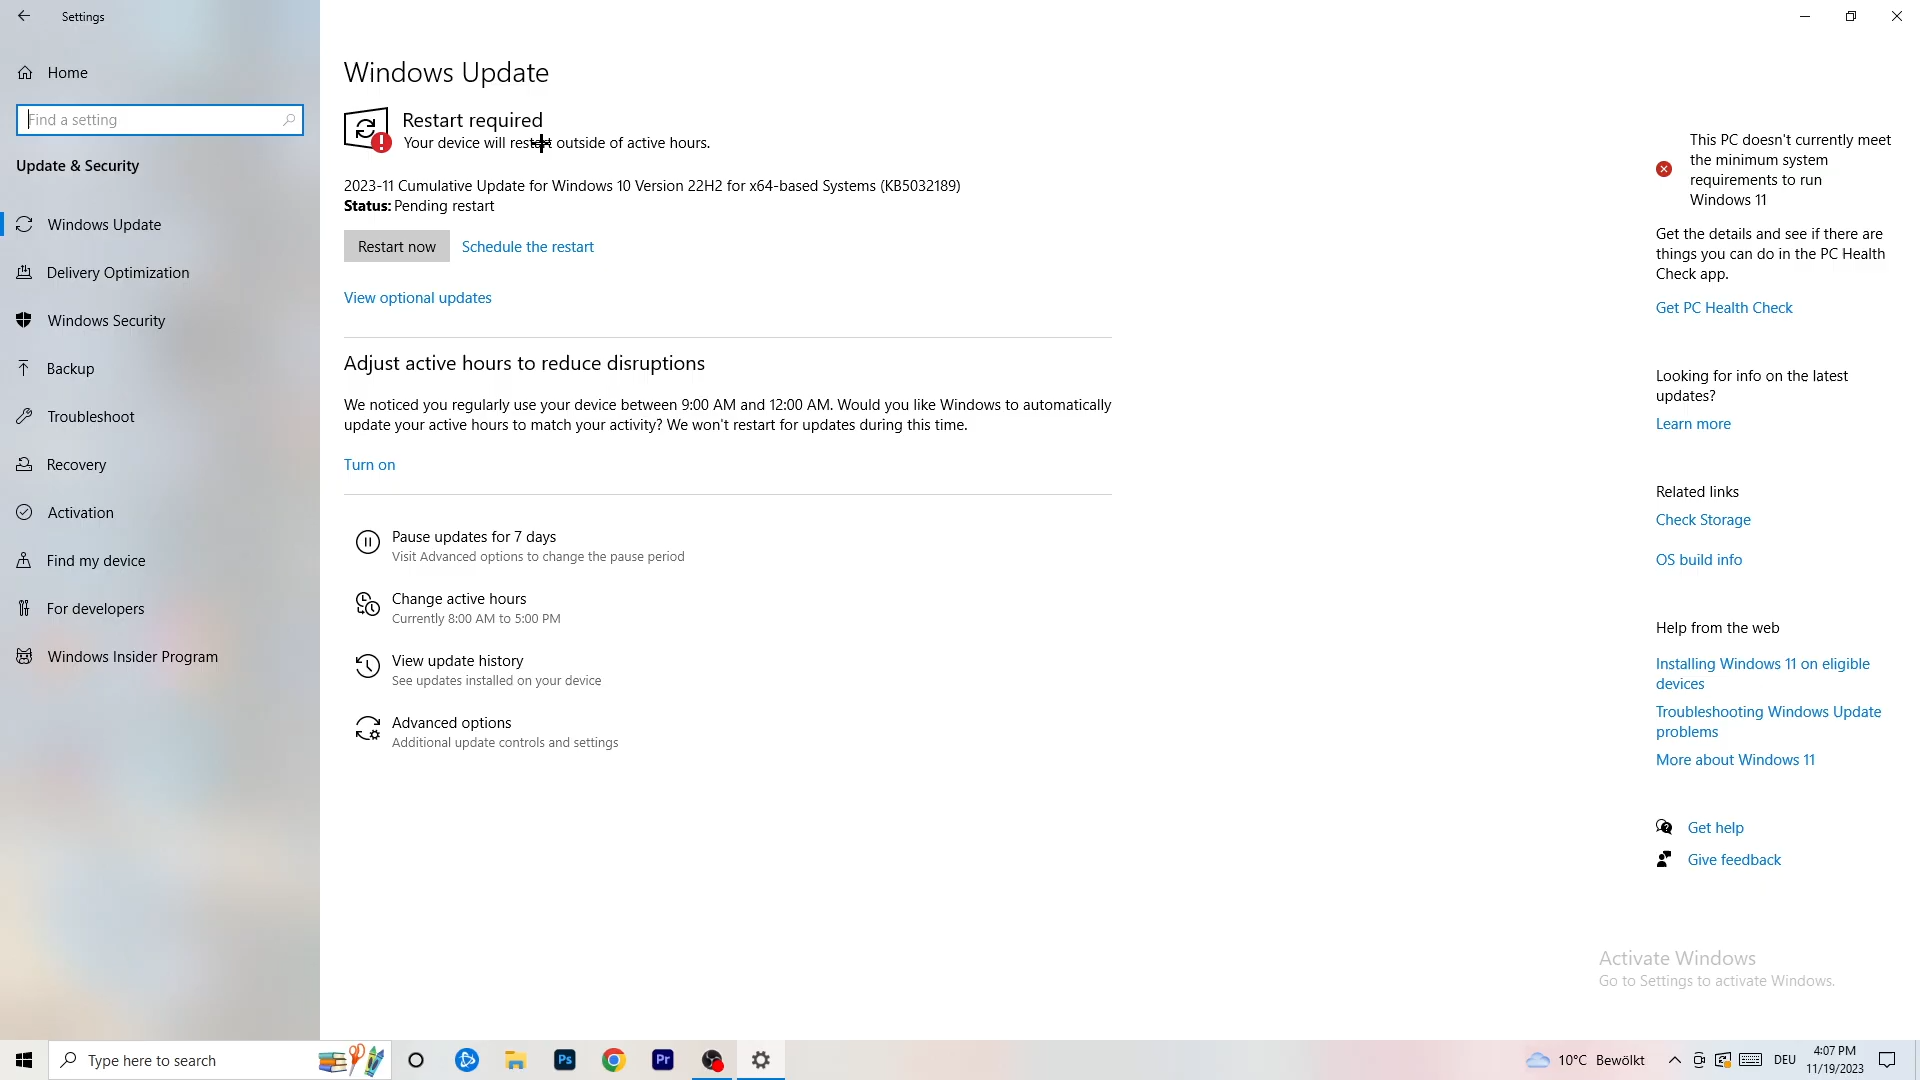 Settings
Home
Find a setting
Update & Security
Windows Update
Delivery Optimization
Windows Security
Backup
Troubleshoot
Recovery
Activation
Find my device
For developers
Windows Insider Program
Windows Update
Restart required
Your device will restart outside of active hours.
2023-11 Cumulative Update for Windows 10 Version 22H2 for x64-based Systems (KB5032189)
Status: Pending restart
Restart now
Schedule the restart
View optional updates
Adjust active hours to reduce disruptions
We noticed you regularly use your device between 9:00 AM and 12:00 AM. Would you like Windows to automatically
update your active hours to match your activity? We won't restart for updates during this time.
Turn on
Pause updates for 7 days
Visit Advanced options to change the pause period
Change active hours
Currently 8:00 AM to 5:00 PM
View update history
See updates installed on your device
Advanced options
Additional update controls and settings
This PC doesn't currently meet
the minimum system
requirements to run
Windows 11
Get the details and see if there are
things you can do in the PC Health
Check app.
Get PC Health Check
Looking for info on the latest
updates?
Learn more
Related links
Check Storage
OS build info
Help from the web
Installing Windows 11 on eligible
devices
Troubleshooting Windows Update
problems
More about Windows 11
Get help
Give feedback
Activate Windows
Go to Settings to activate Windows.
Type here to search
Ps
Pr
10°C Bewölkt
DEU
4:07 PM
11/19/2023